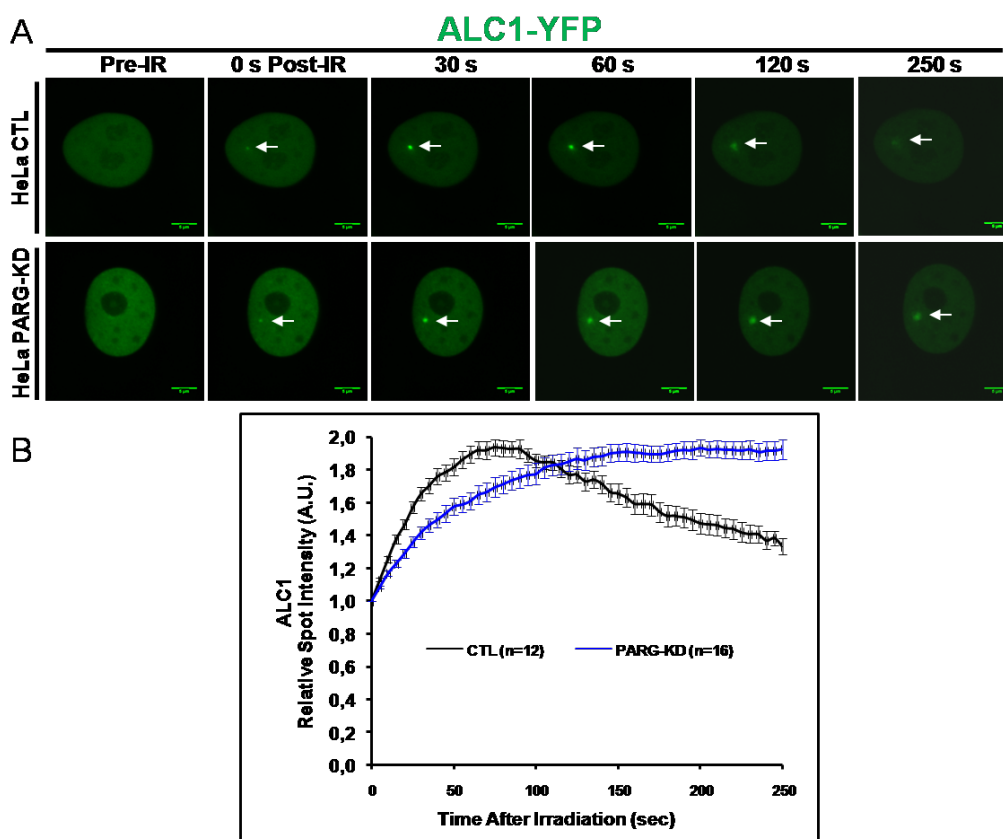 A
ALC1-YFP
Pre-IR 0 s Post-IR 30 s 60 s 120 s 250 s
HeLa CTL
HeLa PARG-KD
B
2,0
1,8
1,6
1,4
1,2
1,0
0,8
0,6
0,4
0,2
0,0
ALC1
Relative Spot Intensity (A.U.)
CTL (n=12) PARG-KD (n=16)
0 50 100 150 200 250
Time After Irradiation (sec)